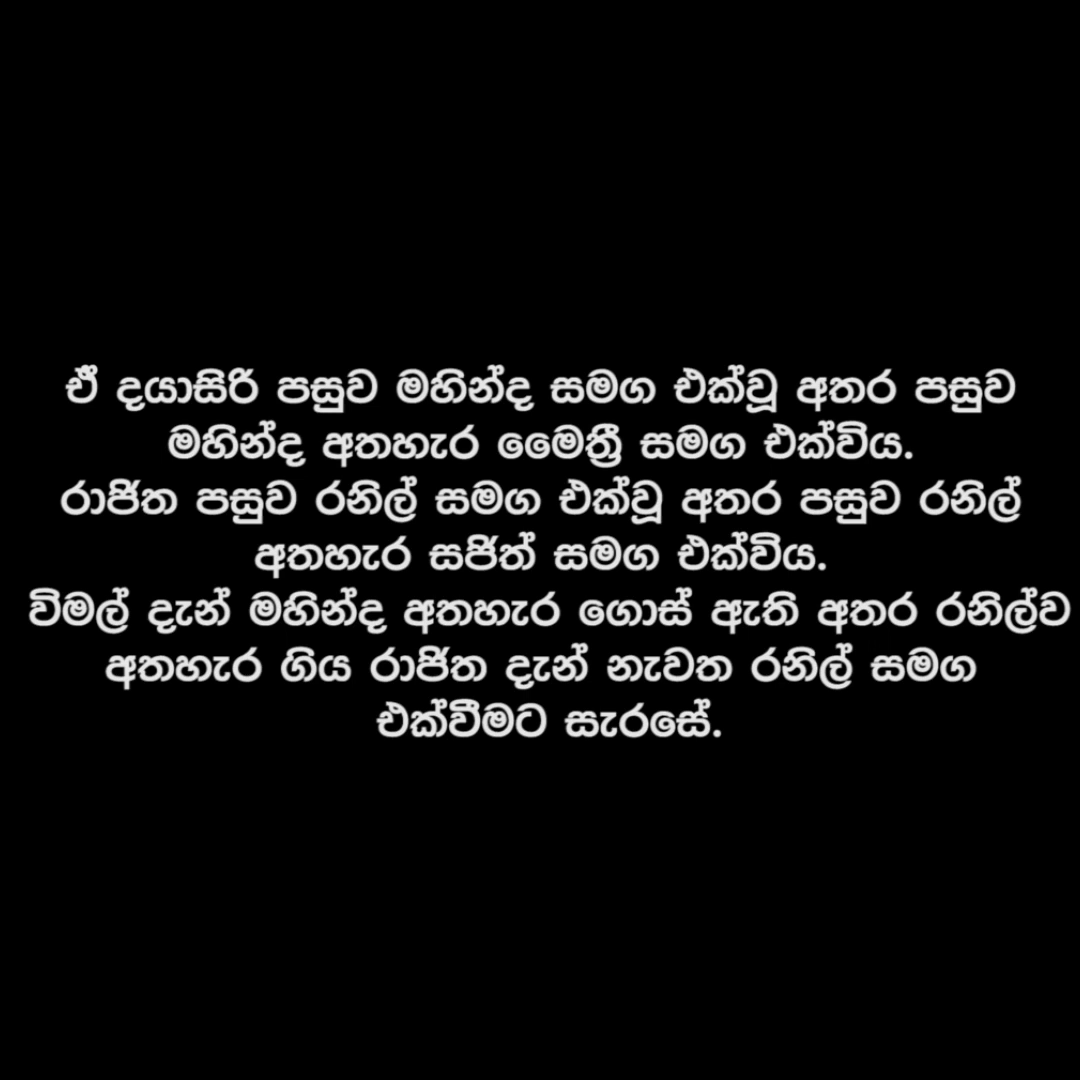 ඒ දයාසිරි පසුව මහින්ද සමග එක්වූ අතර පසුව
මහින්ද අතහැර මෛත්‍රී සමග එක්විය.
රාජිත පසුව රනිල් සමග එක්වූ අතර පසුව රනිල්
අතහැර සජිත් සමග එක්විය.
විමල් දැන් මහින්ද අතහැර ගොස් ඇති අතර රනිල්ව
අතහැර ගිය රාජිත දැන් නැවත රනිල් සමග
එක්වීමට සැරසේ.